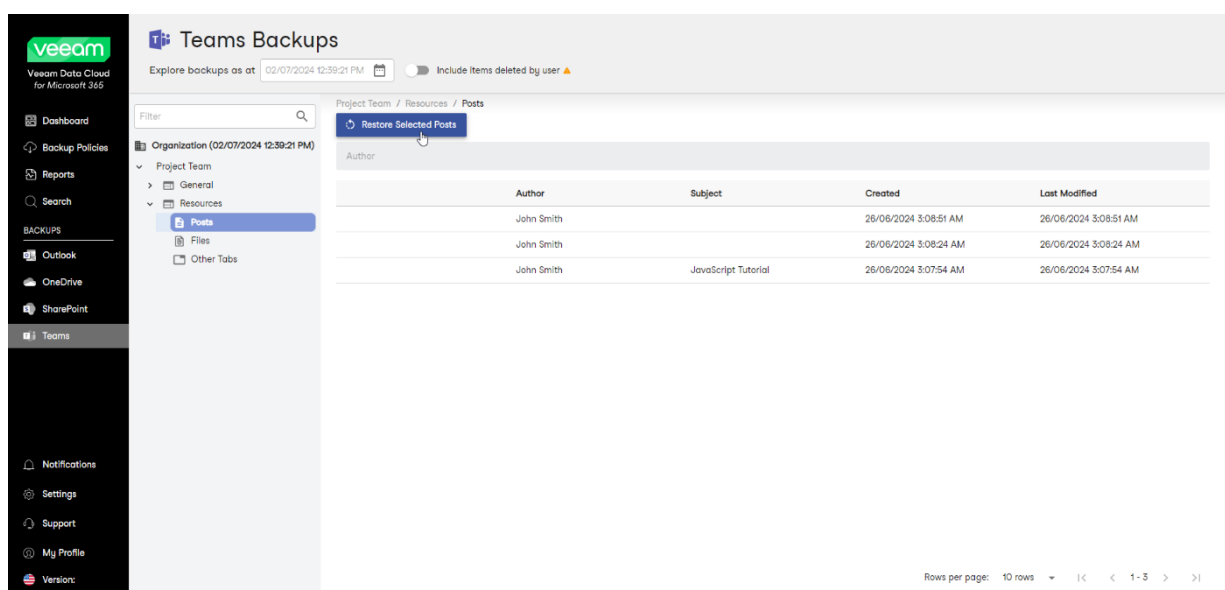 veeam
Veeam Data Cloud
for Microsoft 365
Dashboard
Backup Policies
Reports
Search
BACKUPS
Outlook
OneDrive
SharePoint
Teams
Notifications
Settings
Support
My Profile
Version:
Teams Backups
Explore backups as at 02/07/2024 12:39:21 PM Include items deleted by user
Filter
Organization (02/07/2024 12:39:21 PM)
Project Team
General
Resources
Posts
Files
Other Tabs
Project Team / Resources / Posts
Restore Selected Posts
Author
Author Subject Created Last Modified
John Smith 26/06/2024 3:08:51 AM 26/06/2024 3:08:51 AM
John Smith 26/06/2024 3:08:24 AM 26/06/2024 3:08:24 AM
John Smith JavaScript Tutorial 26/06/2024 3:07:54 AM 26/06/2024 3:07:54 AM
Rows per page: 10 rows 1-3